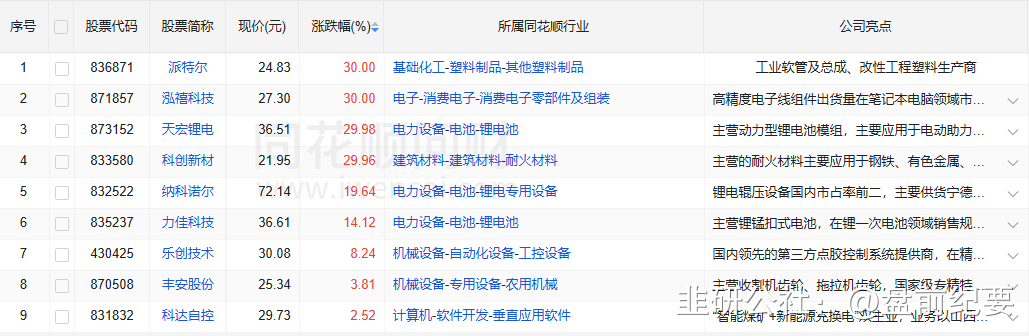 序号 股票代码 股票简称 现价(元) 涨跌幅(%) 所属同花顺行业 公司亮点
1 836871 派特尔 24.83 30.00 基础化工-塑料制品-其他塑料制品 工业软管及总成、改性工程塑料生产商
2 871857 泓禧科技 27.30 30.00 电子-消费电子-消费电子零部件及组装 高精度电子线组件出货量在笔记本电脑领域市...
3 873152 天宏锂电 36.51 29.98 电力设备-电池-锂电池 主营动力型锂电池模组，主要应用于电动助力...
4 833580 科创新材 21.95 29.96 建筑材料-建筑材料-耐火材料 主营的耐火材料主要应用于钢铁、有色金属、...
5 832522 纳科诺尔 72.14 19.64 电力设备-电池-锂电专用设备 锂电辊压设备国内市占率前二，主要供货宁德...
6 835237 力佳科技 36.61 14.12 电力设备-电池-锂电池 主营锂锰扣式电池，在锂一次电池领域销售规...
7 430425 乐创技术 30.08 8.24 机械设备-自动化设备-工控设备 国内领先的第三方点胶控制系统提供商，在精...
8 870508 丰安股份 25.34 3.81 机械设备-专用设备-农用机械 主营收割机齿轮、拖拉机齿轮，国家级专精特...
9 831832 科达自控 29.73 2.52 计算机-软件开发-垂直应用软件 "智能煤矿+新能源充换电"双主业，业务以山西...
同花顺问财
www.iwencai.com
韭研公社：@盘前纪要